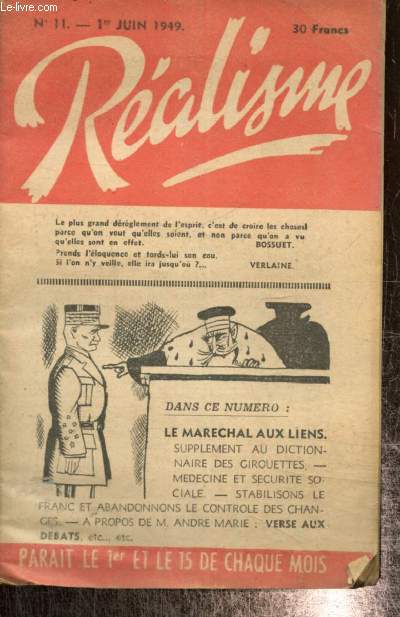 © le-livre.com
N° 11. — 1er JUIN 1949.
30 Francs
Réalisme
Le plus grand dérèglement de l'esprit, c'est de croire les choses
parce qu'on veut qu'elles soient, et non parce qu'on a vu
qu'elles sont en effet. BOSSUET.
Prends l'éloquence et tords-lui son cou.
Si l'on n'y veille, elle ira jusqu'où ?... VERLAINE.
DANS CE NUMERO :
LE MARECHAL AUX LIENS.
SUPPLEMENT AU DICTION-
NAIRE DES GIROUETTES. —
MEDECINE ET SECURITE SO-
CIALE. — STABILISONS LE
FRANC ET ABANDONNONS LE CONTROLE DES CHAN-
GES. — A PROPOS DE M. ANDRE MARIE : VERSE AUX
DEBATS, etc... etc.
PARAIT LE 1er ET LE 15 DE CHAQUE MOIS